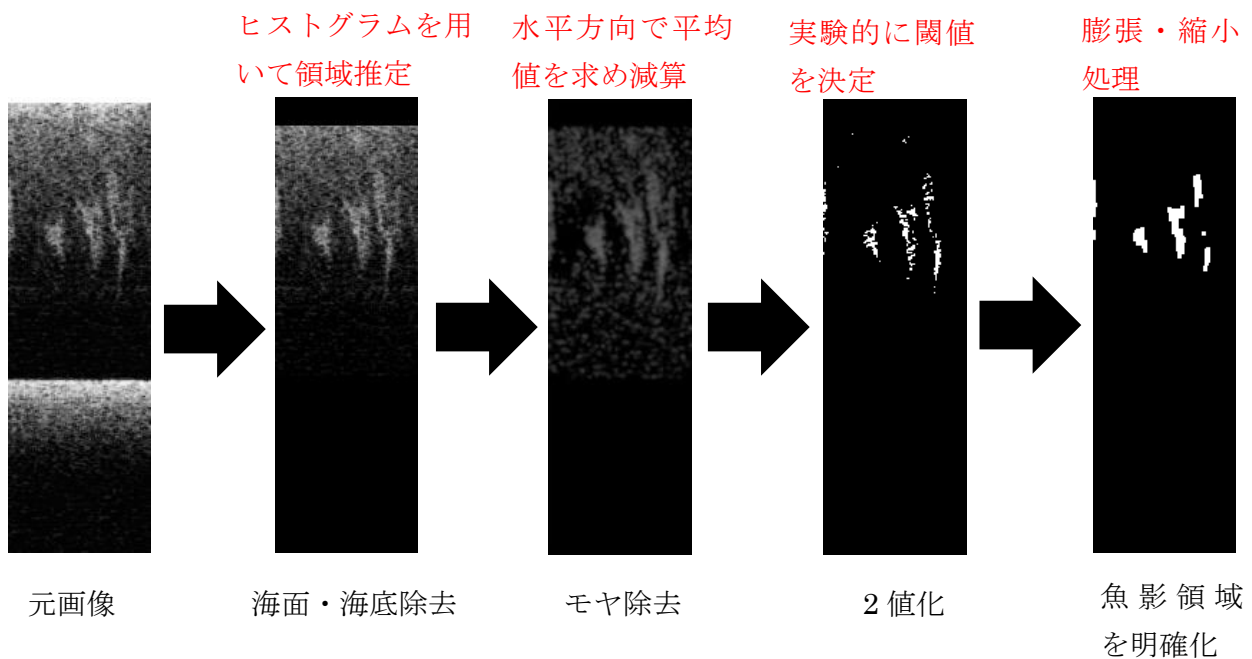 ヒストグラムを用
いて領域推定
水平方向で平均
値を求め減算
実験的に閾値
を決定
膨張・縮小
処理
元画像
海面・海底除去
モヤ除去
2 値化
魚影領域
を明確化